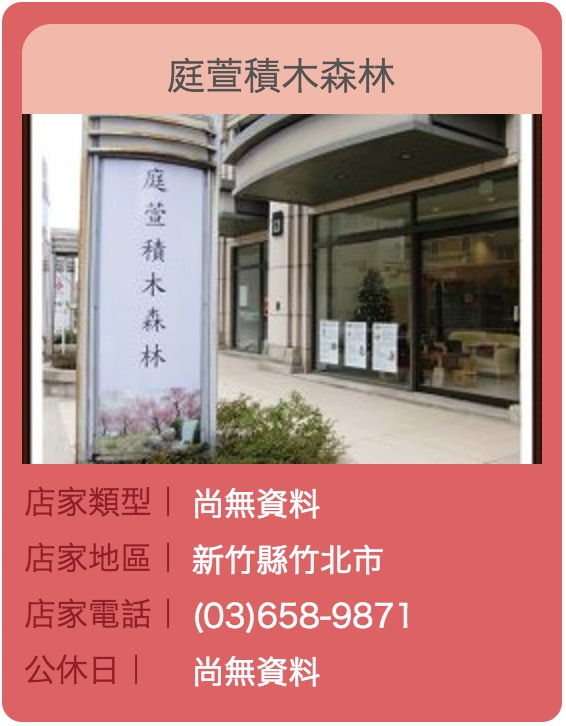 庭萱積木森林
庭萱積木森林
店家類型｜ 尚無資料
店家地區｜ 新竹縣竹北市
店家電話｜ (03)658-9871
公休日｜ 尚無資料